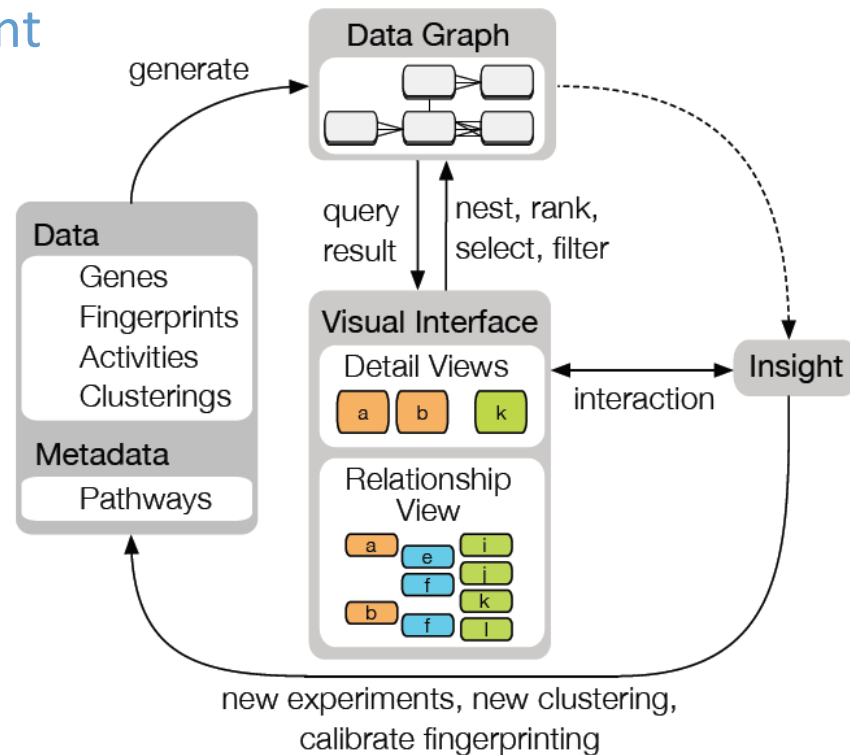 nt
Data Graph
generate
query
result
nest, rank,
select, filter
Data
Genes
Fingerprints
Activities
Clusterings
Metadata
Pathways
Visual Interface
Detail Views
a b k
Relationship
View
a
e
f
b
f
i
j
k
l
interaction
Insight
new experiments, new clustering,
calibrate fingerprinting